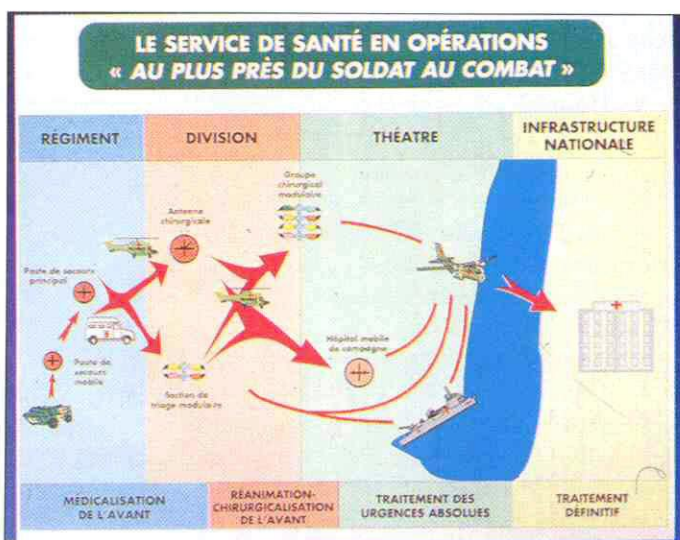 LE SERVICE DE SANTÉ EN OPÉRATIONS
« AU PLUS PRÈS DU SOLDAT AU COMBAT »
RÉGIMENT
DIVISION
THÉATRE
INFRASTRUCTURE
NATIONALE
Groupe
chirurgical
modulaire
Antenne
chirurgicale
Poste de secours
principal
Poste de
secours
mobile
Section de
triage modulaire
Hôpital mobile
de campagne
MÉDICALISATION
DE L'AVANT
RÉANIMATION-
CHIRURGICALISATION
DE L'AVANT
TRAITEMENT DES
URGENCES ABSOLUES
TRAITEMENT
DÉFINITIF